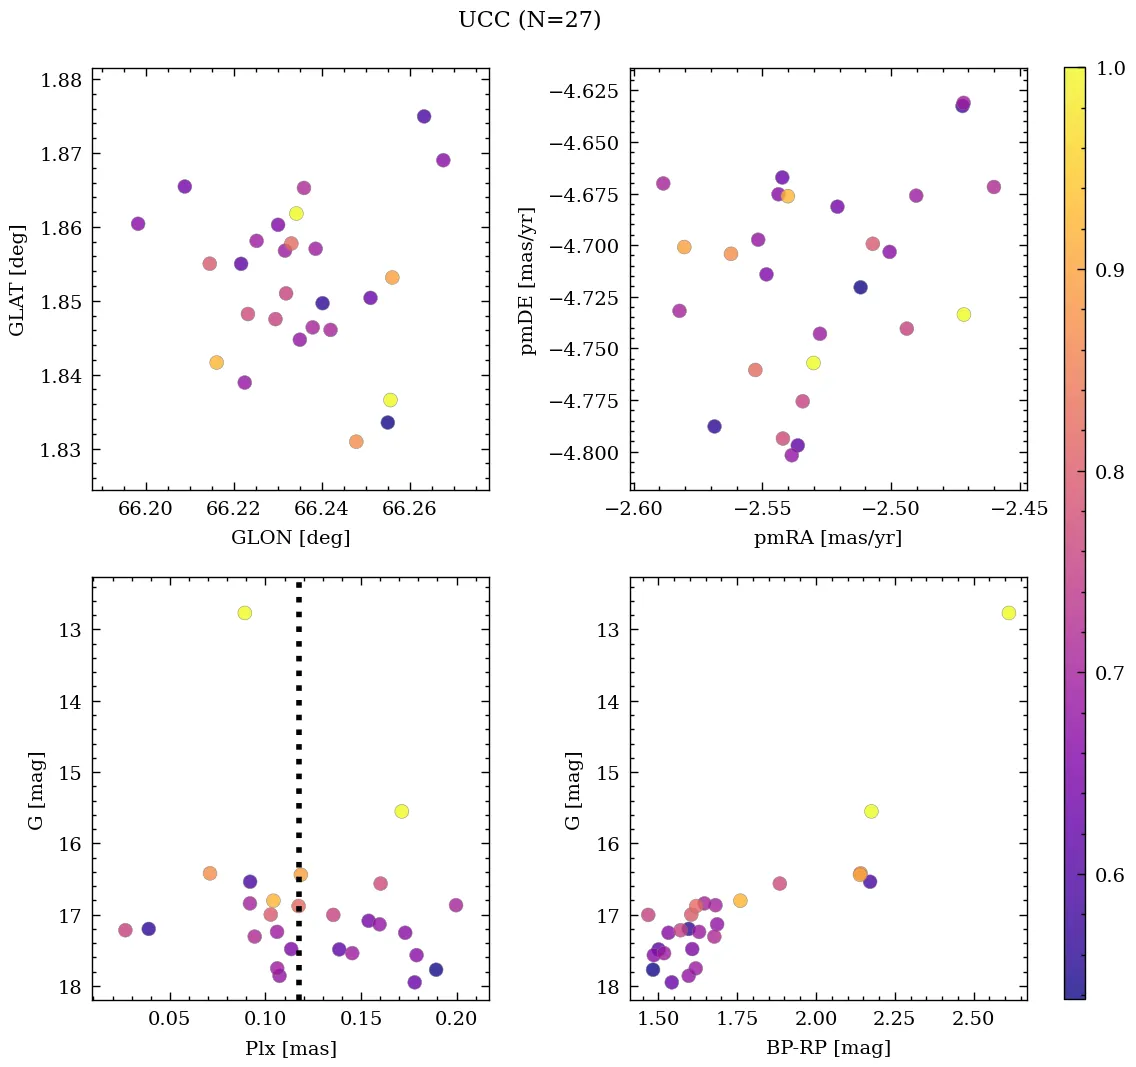 UCC (N=27)
1.88
1.87
1.86
1.85
1.84
1.83
GLAT [deg]
66.20 66.22 66.24 66.26
GLON [deg]
−4.625
−4.650
−4.675
−4.700
−4.725
−4.750
−4.775
−4.800
pmDE [mas/yr]
−2.60 −2.55 −2.50 −2.45
pmRA [mas/yr]
13
14
15
16
17
18
G [mag]
0.05 0.10 0.15 0.20
Plx [mas]
13
14
15
16
17
18
G [mag]
1.50 1.75 2.00 2.25 2.50
BP-RP [mag]
1.0
0.9
0.8
0.7
0.6